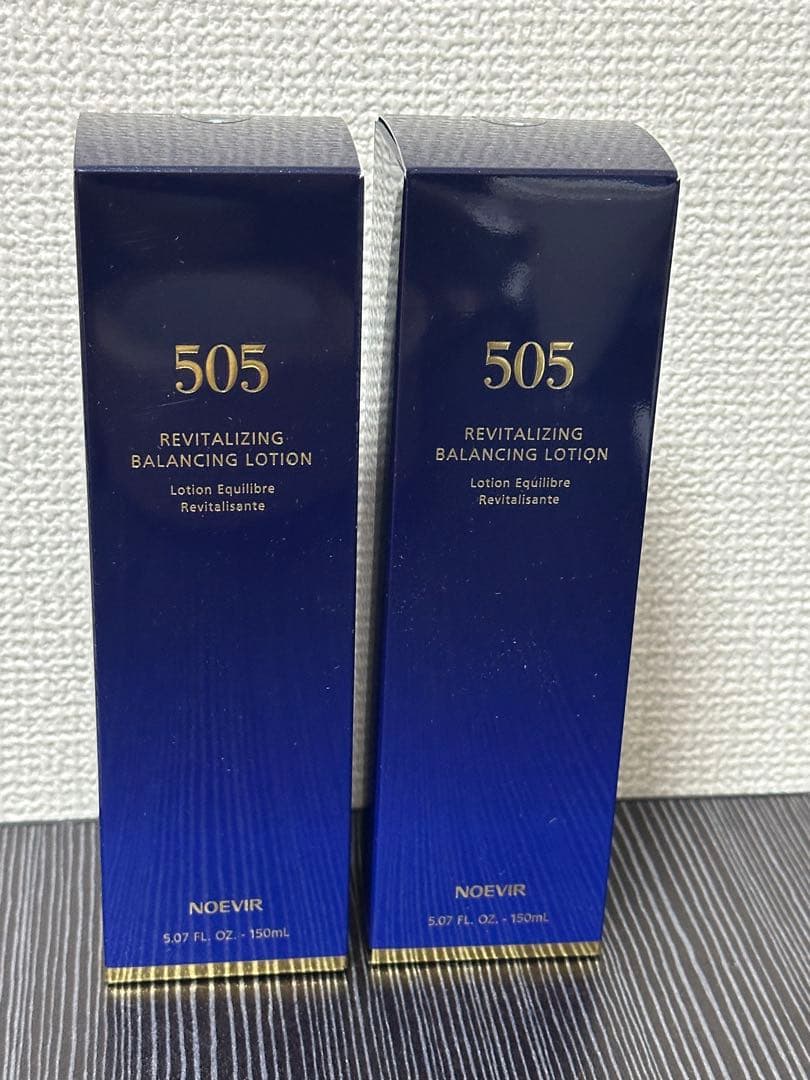 505
REVITALIZING
BALANCING LOTION
Lotion Equilibre
Revitalisante
NOEVIR
5.07 FL. OZ. - 150mL
505
REVITALIZING
BALANCING LOTION
Lotion Equilibre
Revitalisante
NOEVIR
5.07 FL. OZ. - 150mL